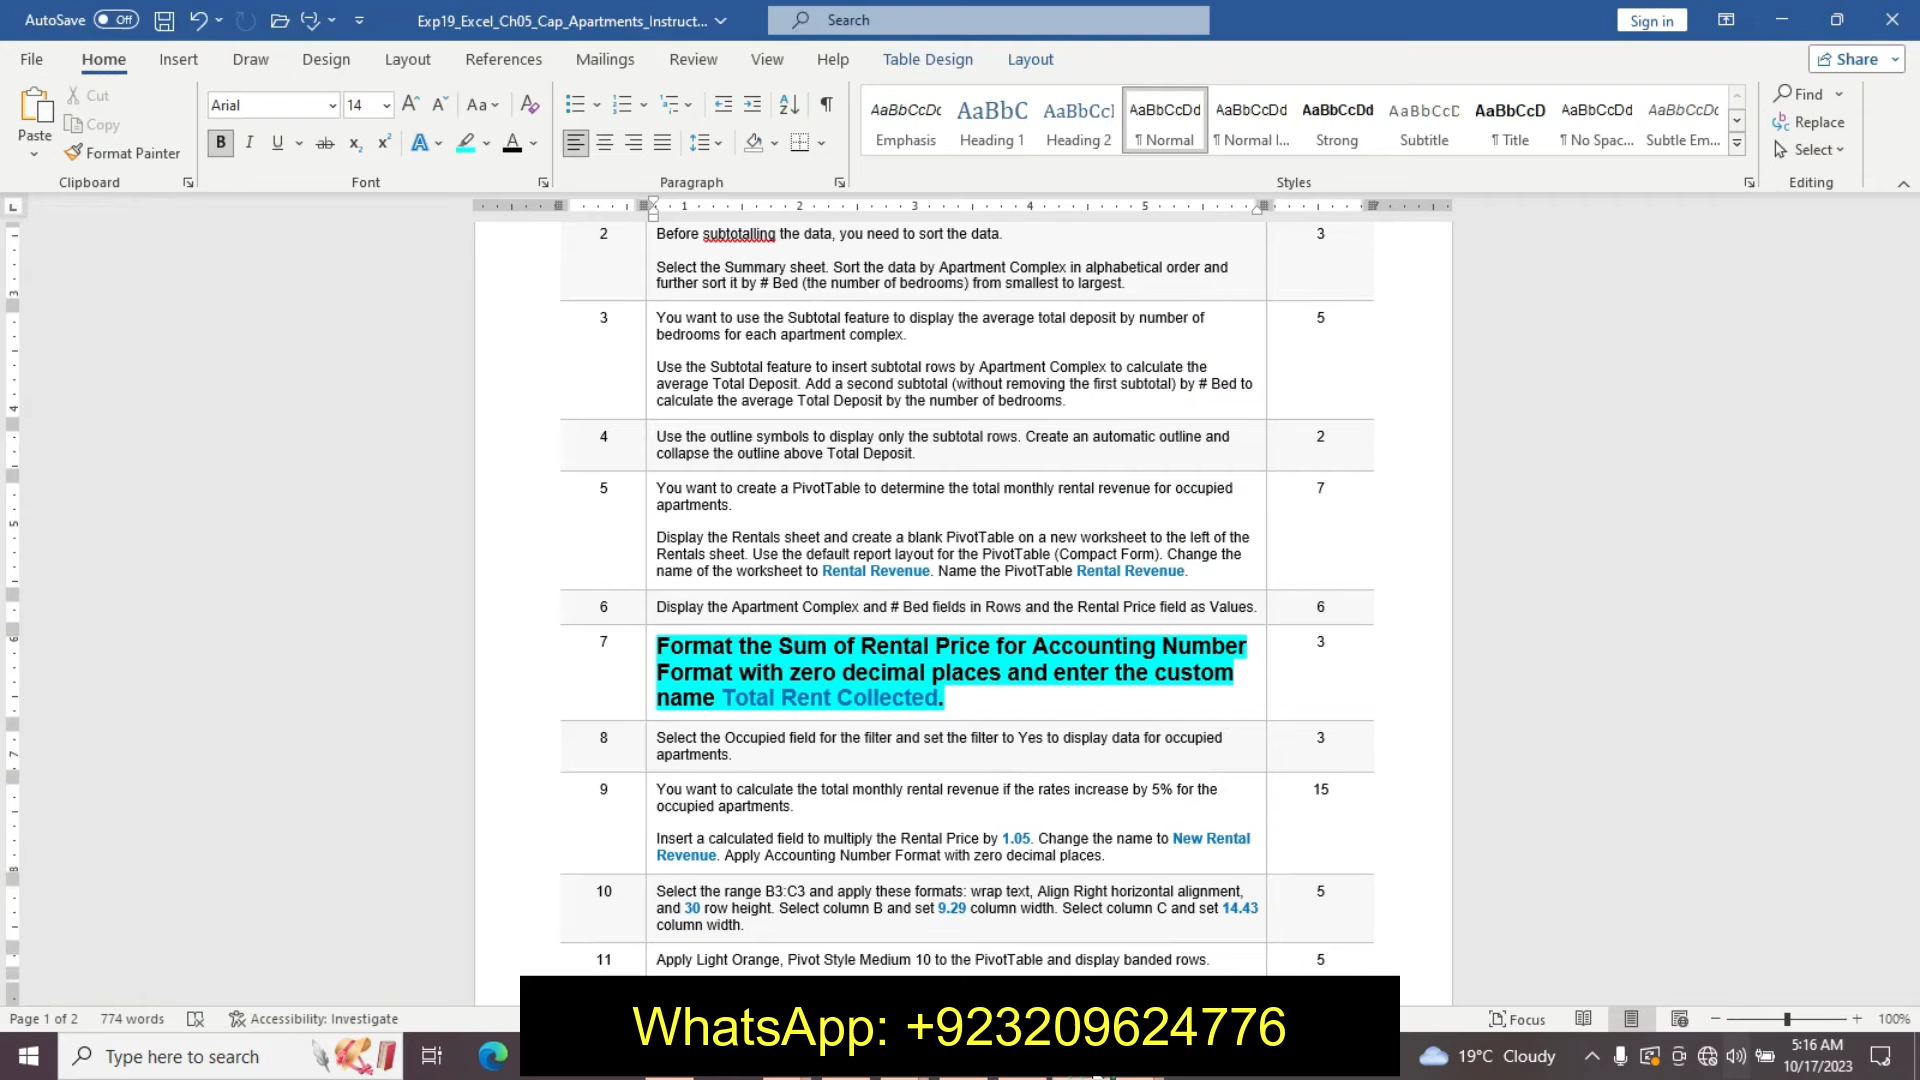 AutoSave Off
Exp19_Excel_Ch05_Cap_Apartments_Instruct...
Search
Sign in
File Home Insert Draw Design Layout References Mailings Review View Help Table Design Layout
Share
Paste
Cut
Copy
Format Painter
Clipboard
Arial 14
Aa
Font
Paragraph
AaBbCcDc AaBbC AaBbCcI AaBbCcDd AaBbCcDd AaBbCcDd AaBbCcC AaBbCcD AaBbCcDd AaBbCcDc
Emphasis Heading 1 Heading 2 ¶ Normal ¶ Normal I... Strong Subtitle ¶ Title ¶ No Spac... Subtle Em...
Styles
Find
Replace
Select
Editing
1 2 3 4 5
2 Before subtotalling the data, you need to sort the data. 3
Select the Summary sheet. Sort the data by Apartment Complex in alphabetical order and
further sort it by # Bed (the number of bedrooms) from smallest to largest.
3 You want to use the Subtotal feature to display the average total deposit by number of 5
bedrooms for each apartment complex.
Use the Subtotal feature to insert subtotal rows by Apartment Complex to calculate the
average Total Deposit. Add a second subtotal (without removing the first subtotal) by # Bed to
calculate the average Total Deposit by the number of bedrooms.
4 Use the outline symbols to display only the subtotal rows. Create an automatic outline and 2
collapse the outline above Total Deposit.
5 You want to create a PivotTable to determine the total monthly rental revenue for occupied 7
apartments.
Display the Rentals sheet and create a blank PivotTable on a new worksheet to the left of the
Rentals sheet. Use the default report layout for the PivotTable (Compact Form). Change the
name of the worksheet to Rental Revenue. Name the PivotTable Rental Revenue.
6 Display the Apartment Complex and # Bed fields in Rows and the Rental Price field as Values. 6
7 Format the Sum of Rental Price for Accounting Number 3
Format with zero decimal places and enter the custom
name Total Rent Collected.
8 Select the Occupied field for the filter and set the filter to Yes to display data for occupied 3
apartments.
9 You want to calculate the total monthly rental revenue if the rates increase by 5% for the 15
occupied apartments.
Insert a calculated field to multiply the Rental Price by 1.05. Change the name to New Rental
Revenue. Apply Accounting Number Format with zero decimal places.
10 Select the range B3:C3 and apply these formats: wrap text, Align Right horizontal alignment, 5
and 30 row height. Select column B and set 9.29 column width. Select column C and set 14.43
column width.
11 Apply Light Orange, Pivot Style Medium 10 to the PivotTable and display banded rows. 5
WhatsApp: +923209624776
Page 1 of 2 774 words Accessibility: Investigate
Focus 100%
Type here to search
19°C Cloudy
5:16 AM
10/17/2023